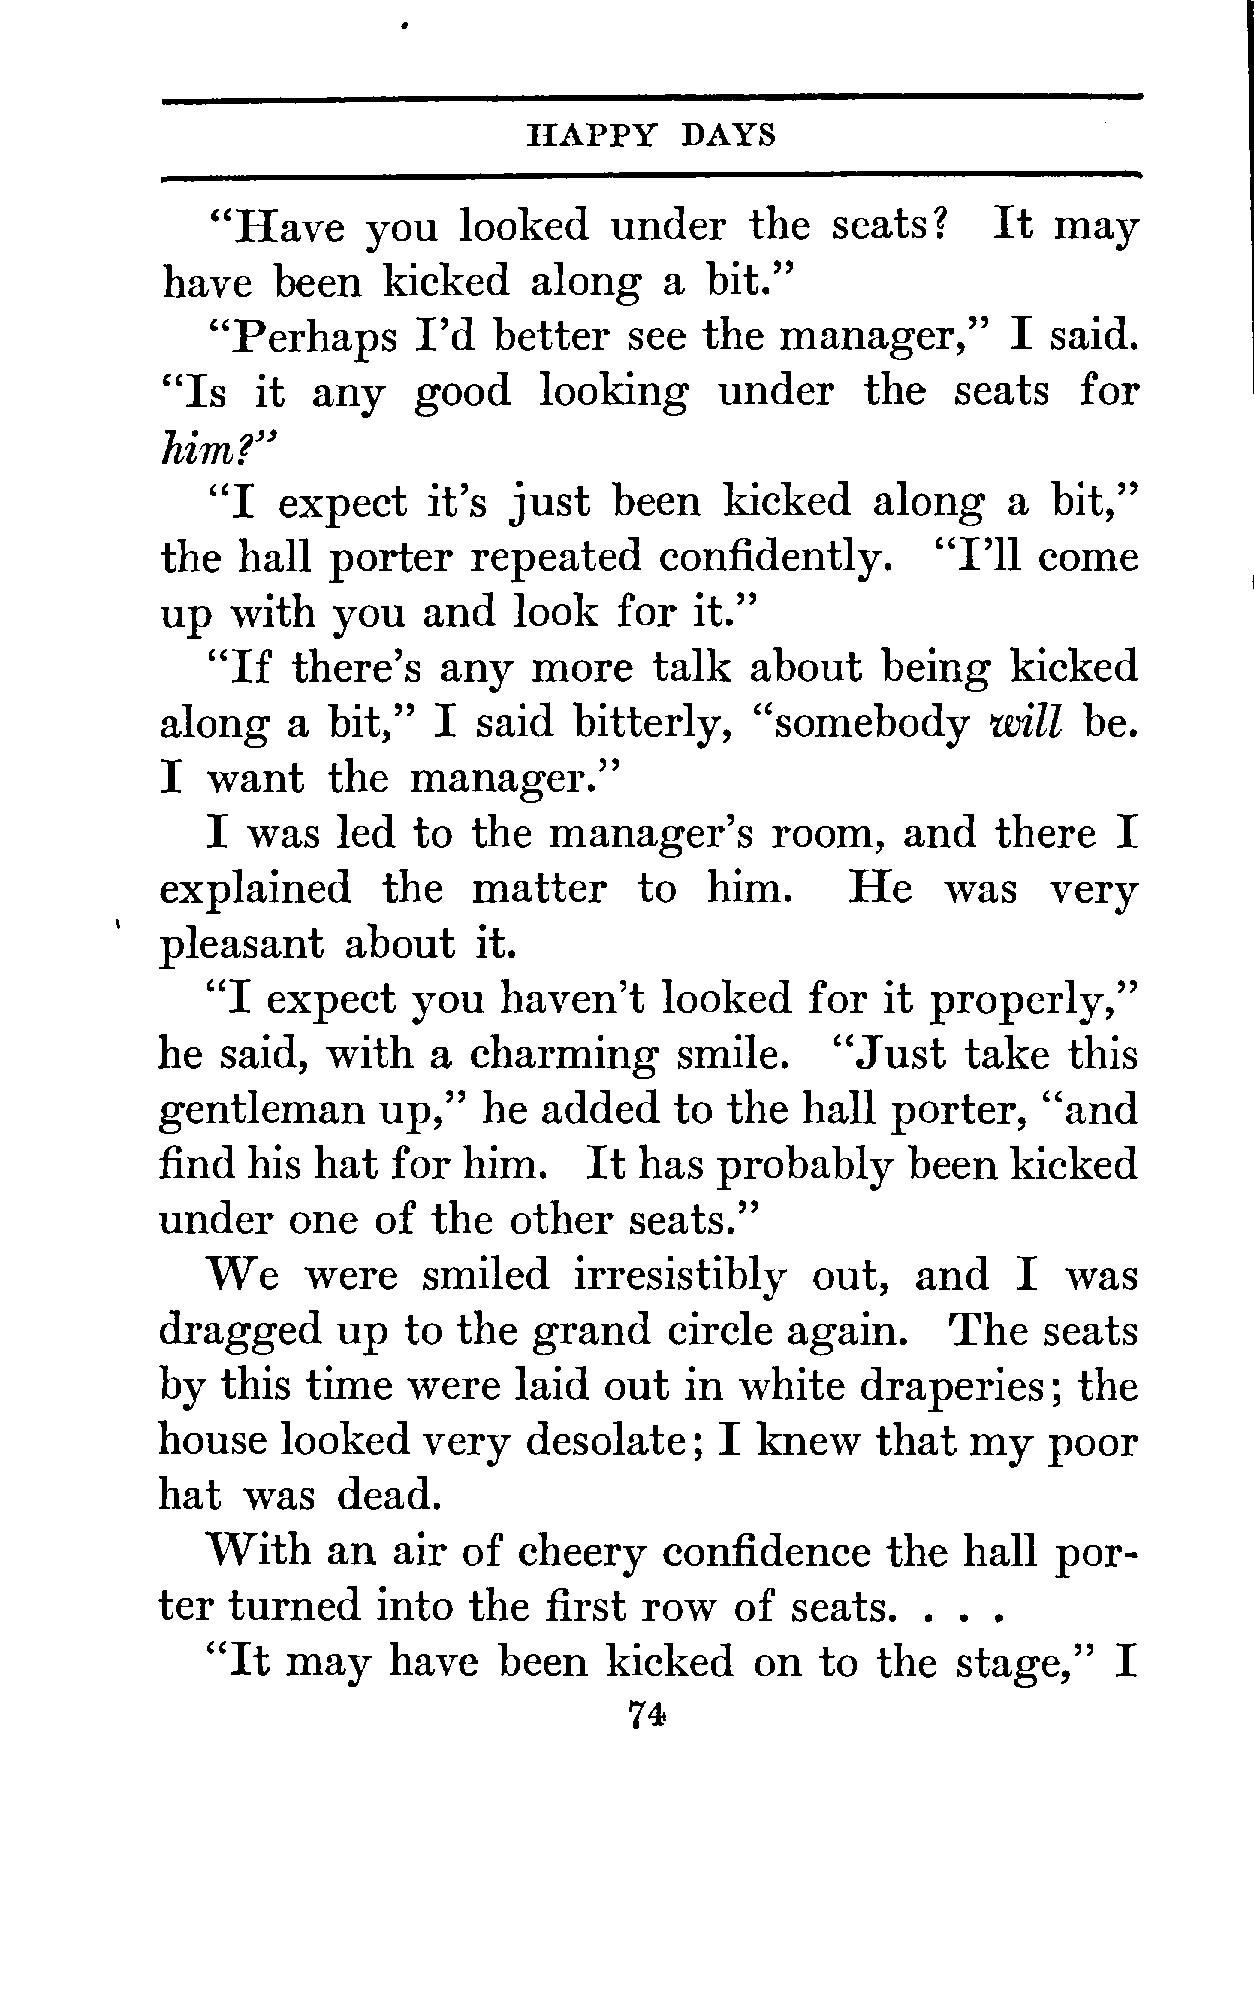 HAPPY DAYS
“Have you looked under the seats? It may
have been kicked along a bit.”
“Perhaps I’d better see the manager,” I said.
“Is it any good looking under the seats for
him?”
“I expect it’s just been kicked along a bit,”
the hall porter repeated confidently. “I’ll come
up with you and look for it.”
“If there’s any more talk about being kicked
along a bit,” I said bitterly, “somebody will be.
I want the manager.”
I was led to the manager’s room, and there I
explained the matter to him. He was very
pleasant about it.
“I expect you haven’t looked for it properly,”
he said, with a charming smile. “Just take this
gentleman up,” he added to the hall porter, “and
find his hat for him. It has probably been kicked
under one of the other seats.”
We were smiled irresistibly out, and I was
dragged up to the grand circle again. The seats
by this time were laid out in white draperies; the
house looked very desolate; I knew that my poor
hat was dead.
With an air of cheery confidence the hall por-
ter turned into the first row of seats. . . .
“It may have been kicked on to the stage,” I
74